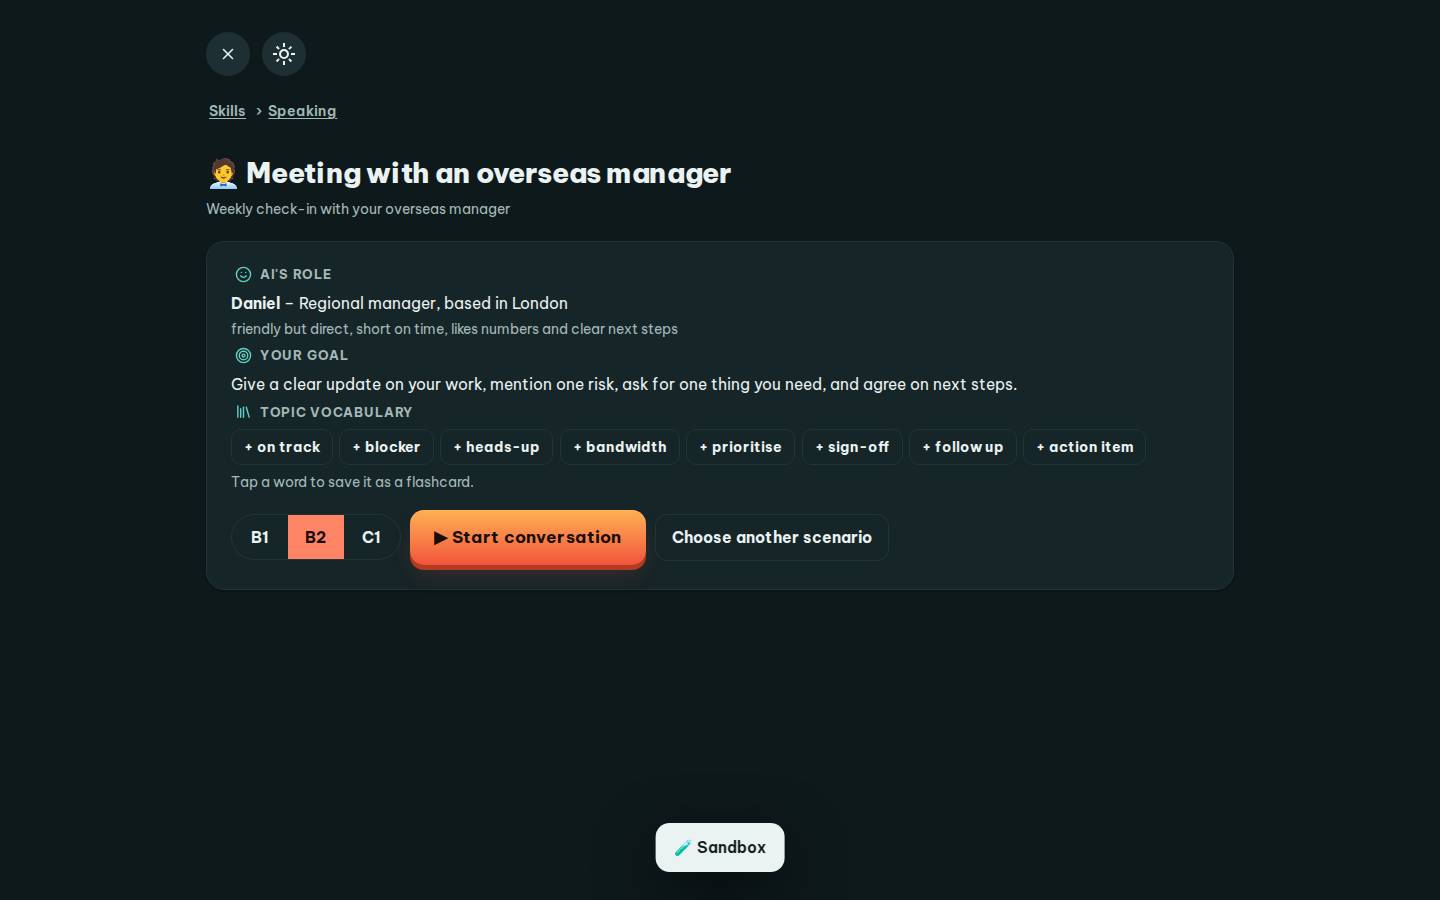 Skills > Speaking
🧑‍💼 Meeting with an overseas manager
Weekly check-in with your overseas manager
AI'S ROLE
Daniel – Regional manager, based in London
friendly but direct, short on time, likes numbers and clear next steps
YOUR GOAL
Give a clear update on your work, mention one risk, ask for one thing you need, and agree on next steps.
TOPIC VOCABULARY
+ on track + blocker + heads-up + bandwidth + prioritise + sign-off + follow up + action item
Tap a word to save it as a flashcard.
B1 B2 C1 ▶ Start conversation Choose another scenario
🧪 Sandbox